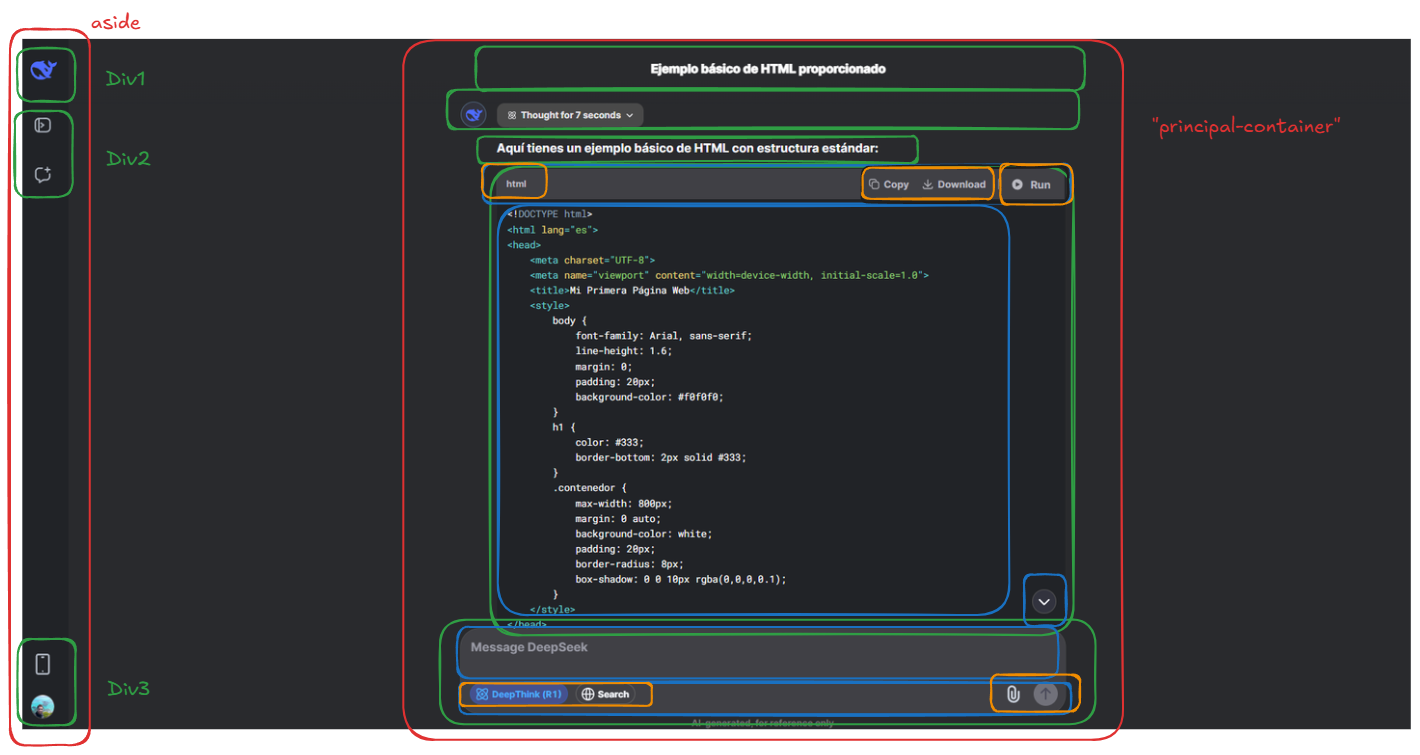 aside
Div1
Ejemplo básico de HTML proporcionado
Thought for 7 seconds
"principal-container"
Div2
Aquí tienes un ejemplo básico de HTML con estructura estándar:
html Copy Download Run
<!DOCTYPE html>
<html lang="es">
<head>
    <meta charset="UTF-8">
    <meta name="viewport" content="width=device-width, initial-scale=1.0">
    <title>Mi Primera Página Web</title>
    <style>
        body {
            font-family: Arial, sans-serif;
            line-height: 1.6;
            margin: 0;
            padding: 20px;
            background-color: #f0f0f0;
        }
        h1 {
            color: #333;
            border-bottom: 2px solid #333;
        }
        .contenedor {
            max-width: 800px;
            margin: 0 auto;
            background-color: white;
            padding: 20px;
            border-radius: 8px;
            box-shadow: 0 0 10px rgba(0,0,0,0.1);
        }
    </style>
</head>
Message DeepSeek
Div3
DeepThink (R1) Search
AI-generated, for reference only